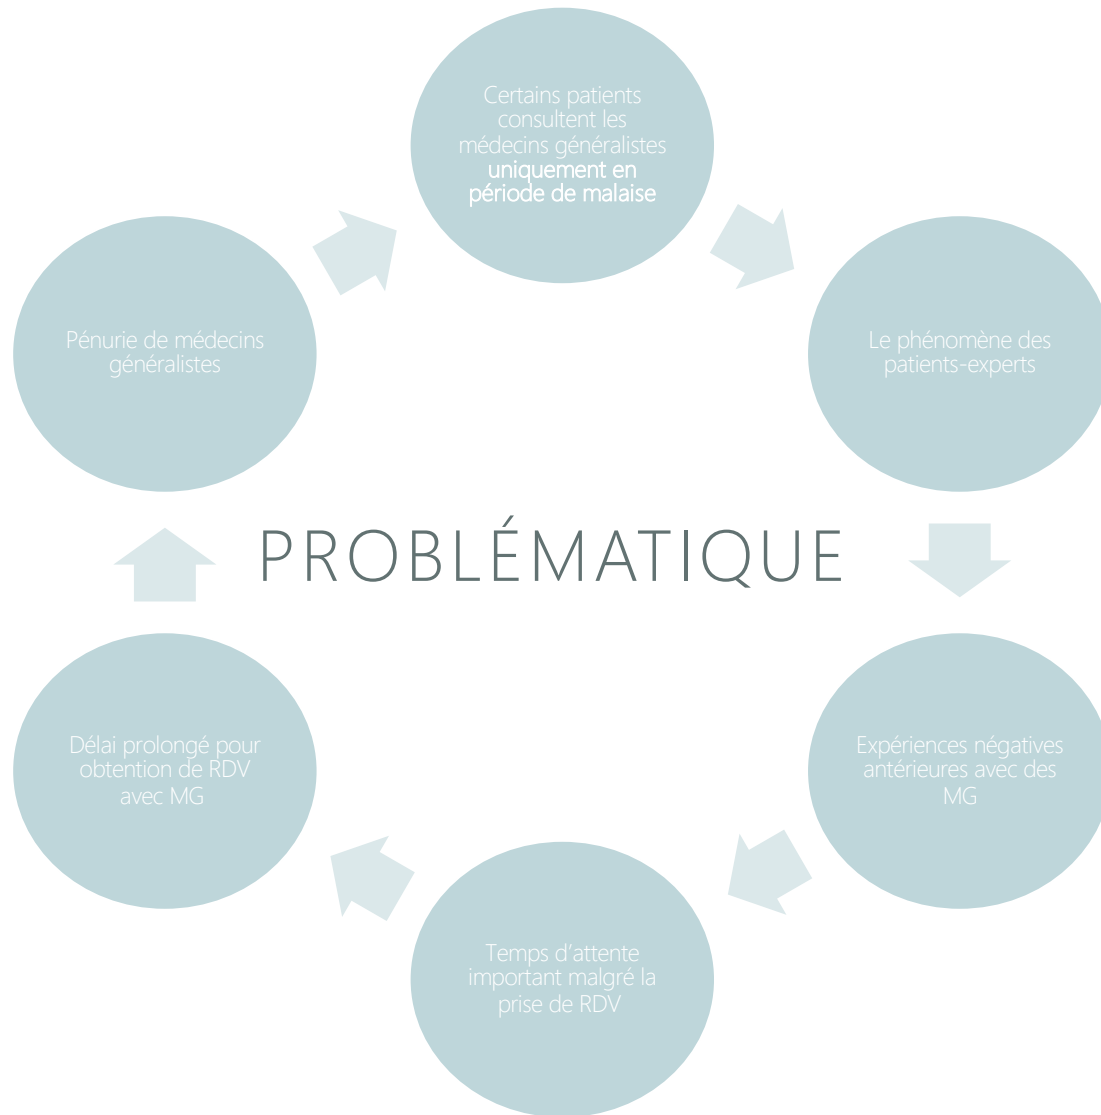 Certains patients
consultent les
médecins généralistes
uniquement en
période de malaise
Le phénomène des
patients-experts
Expériences négatives
antérieures avec des
MG
Temps d'attente
important malgré la
prise de RDV
Délai prolongé pour
obtention de RDV
avec MG
Pénurie de médecins
généralistes
PROBLÉMATIQUE